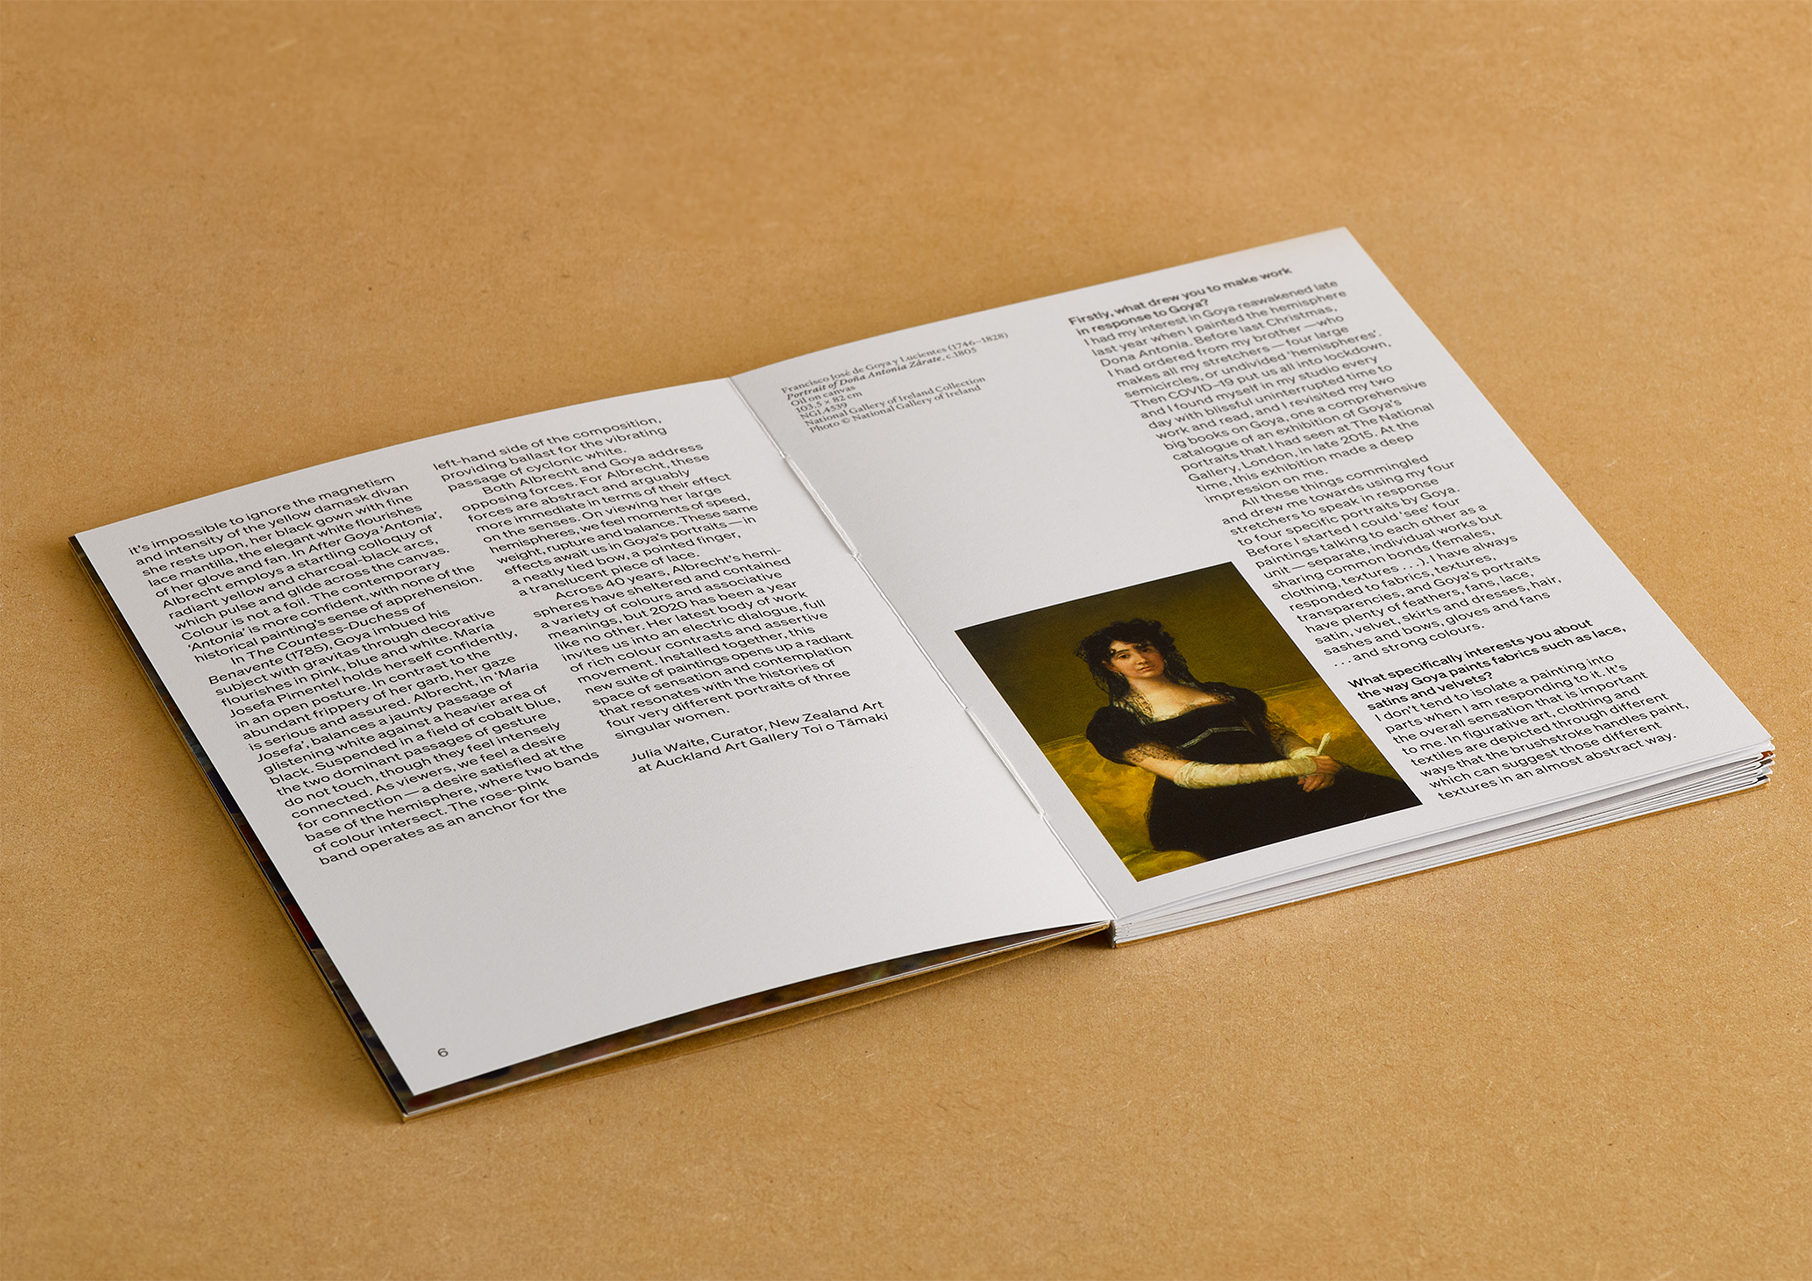 it's impossible to ignore the magnetism
and intensity of the yellow damask divan
she rests upon, her black gown with fine
lace mantilla, the elegant white flourishes
of her glove and fan. In After Goya 'Antonia',
Albrecht employs a startling colloquy of
radiant yellow and charcoal-black arcs,
which pulse and glide across the canvas.
Colour is not a foil. The contemporary
'Antonia' is more confident, with none of the
historical painting's sense of apprehension.
In The Countess-Duchess of
Benavente (1785), Goya imbued his
subject with gravitas through decorative
flourishes in pink, blue and white. María
Josefa Pimentel holds herself confidently,
in an open posture. In contrast to the
abundant frippery of her garb, her gaze
is serious and assured. Albrecht, in 'Maria
Josefa', balances a jaunty passage of
glistening white against a heavier area of
black. Suspended in a field of cobalt blue,
the two dominant passages of gesture
do not touch, though they feel intensely
connected. As viewers, we feel a desire
for connection — a desire satisfied at the
base of the hemisphere, where two bands
of colour intersect. The rose-pink
band operates as an anchor for the
left-hand side of the composition,
providing ballast for the vibrating
passage of cyclonic white.
Both Albrecht and Goya address
opposing forces. For Albrecht, these
forces are abstract and arguably
more immediate in terms of their effect
on the senses. On viewing her large
hemispheres, we feel moments of speed,
weight, rupture and balance. These same
effects await us in Goya's portraits — in
a neatly tied bow, a pointed finger,
a translucent piece of lace.
Across 40 years, Albrecht's hemi-
spheres have sheltered and contained
a variety of colours and associative
meanings, but 2020 has been a year
like no other. Her latest body of work
invites us into an electric dialogue, full
of rich colour contrasts and assertive
movement. Installed together, this
new suite of paintings opens up a radiant
space of sensation and contemplation
that resonates with the histories of
four very different portraits of three
singular women.
Julia Waite, Curator, New Zealand Art
at Auckland Art Gallery Toi o Tāmaki
6
Francisco José de Goya y Lucientes (1746–1828)
Portrait of Doña Antonia Zárate, c.1805
Oil on canvas
103.5 × 82 cm
NGI.4539
National Gallery of Ireland Collection
Photo © National Gallery of Ireland
Firstly, what drew you to make work
in response to Goya?
I had my interest in Goya reawakened late
last year when I painted the hemisphere
Dona Antonia. Before last Christmas,
I had ordered from my brother — who
makes all my stretchers — four large
semicircles, or undivided 'hemispheres'.
Then COVID–19 put us all into lockdown,
and I found myself in my studio every
day with blissful uninterrupted time to
work and read, and I revisited my two
big books on Goya, one a comprehensive
catalogue of an exhibition of Goya's
portraits that I had seen at The National
Gallery, London, in late 2015. At the
time, this exhibition made a deep
impression on me.
All these things commingled
and drew me towards using my four
stretchers to speak in response
to four specific portraits by Goya.
Before I started I could 'see' four
paintings talking to each other as a
unit — separate, individual works but
sharing common bonds (females,
clothing, textures . . .). I have always
responded to fabrics, textures,
transparencies, and Goya's portraits
have plenty of feathers, fans, lace,
satin, velvet, skirts and dresses, hair,
sashes and bows, gloves and fans
. . . and strong colours.
What specifically interests you about
the way Goya paints fabrics such as lace,
satins and velvets?
I don't tend to isolate a painting into
parts when I am responding to it. It's
the overall sensation that is important
to me. In figurative art, clothing and
textiles are depicted through different
ways that the brushstroke handles paint,
which can suggest those different
textures in an almost abstract way.